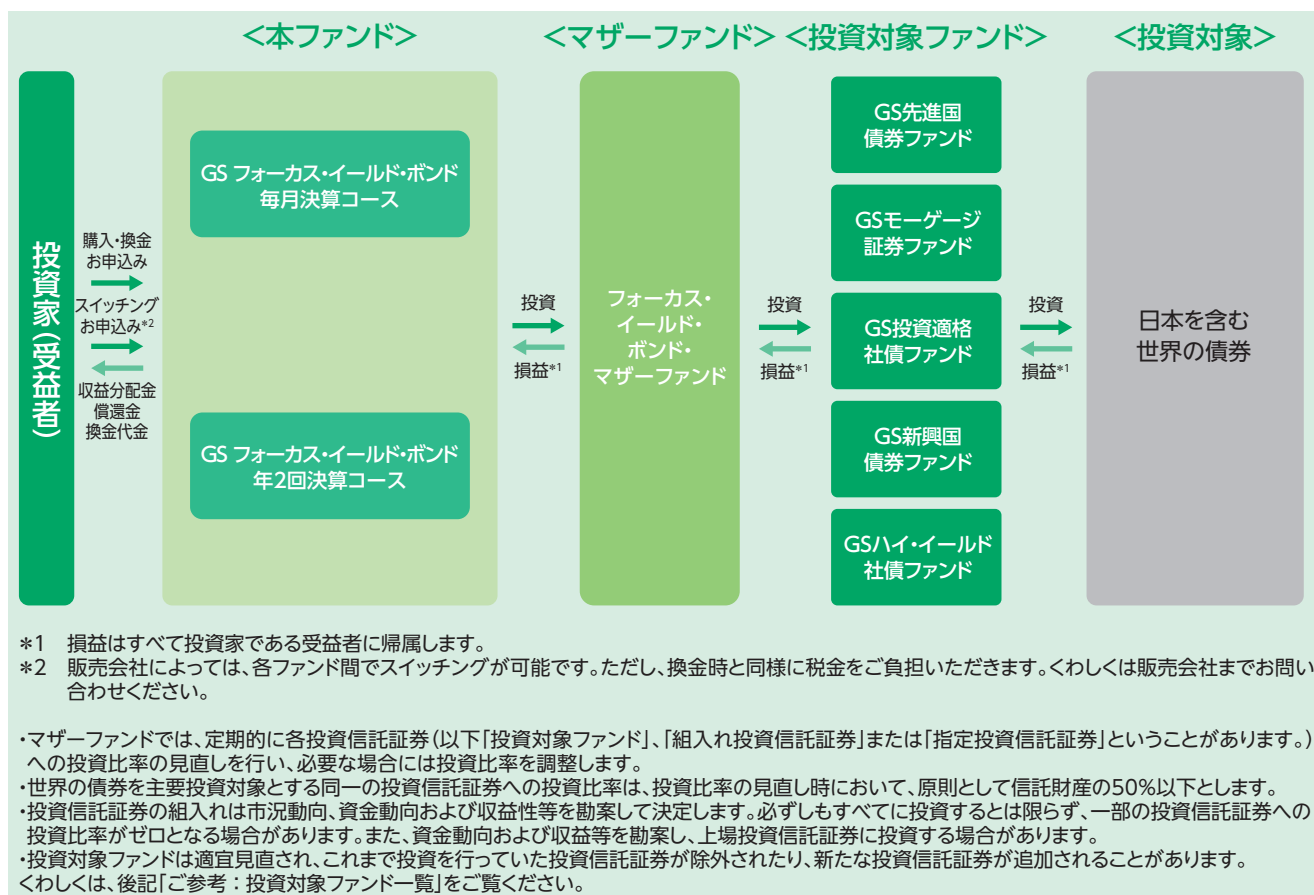 ＜本ファンド＞
＜マザーファンド＞
＜投資対象ファンド＞
＜投資対象＞
投資家（受益者）
購入・換金
お申込み
スイッチング
お申込み*2
収益分配金
償還金
換金代金
GS フォーカス・イールド・ボンド
毎月決算コース
GS フォーカス・イールド・ボンド
年2回決算コース
投資
損益*1
フォーカス・
イールド・
ボンド・
マザーファンド
投資
損益*1
GS先進国
債券ファンド
GSモーゲージ
証券ファンド
GS投資適格
社債ファンド
GS新興国
債券ファンド
GSハイ・イールド
社債ファンド
投資
損益*1
日本を含む
世界の債券
*1 損益はすべて投資家である受益者に帰属します。
*2 販売会社によっては、各ファンド間でスイッチングが可能です。ただし、換金時と同様に税金をご負担いただきます。くわしくは販売会社までお問い
合わせください。
・マザーファンドでは、定期的に各投資信託証券（以下「投資対象ファンド」、「組入れ投資信託証券」または「指定投資信託証券」ということがあります。）
への投資比率の見直しを行い、必要な場合には投資比率を調整します。
・世界の債券を主要投資対象とする同一の投資信託証券への投資比率は、投資比率の見直し時において、原則として信託財産の50%以下とします。
・投資信託証券の組入れは市況動向、資金動向および収益性等を勘案して決定します。必ずしもすべてに投資するとは限らず、一部の投資信託証券への
投資比率がゼロとなる場合があります。また、資金動向および収益等を勘案し、上場投資信託証券に投資する場合があります。
・投資対象ファンドは適宜見直され、これまで投資を行っていた投資信託証券が除外されたり、新たな投資信託証券が追加されることがあります。
くわしくは、後記「ご参考：投資対象ファンド一覧」をご覧ください。